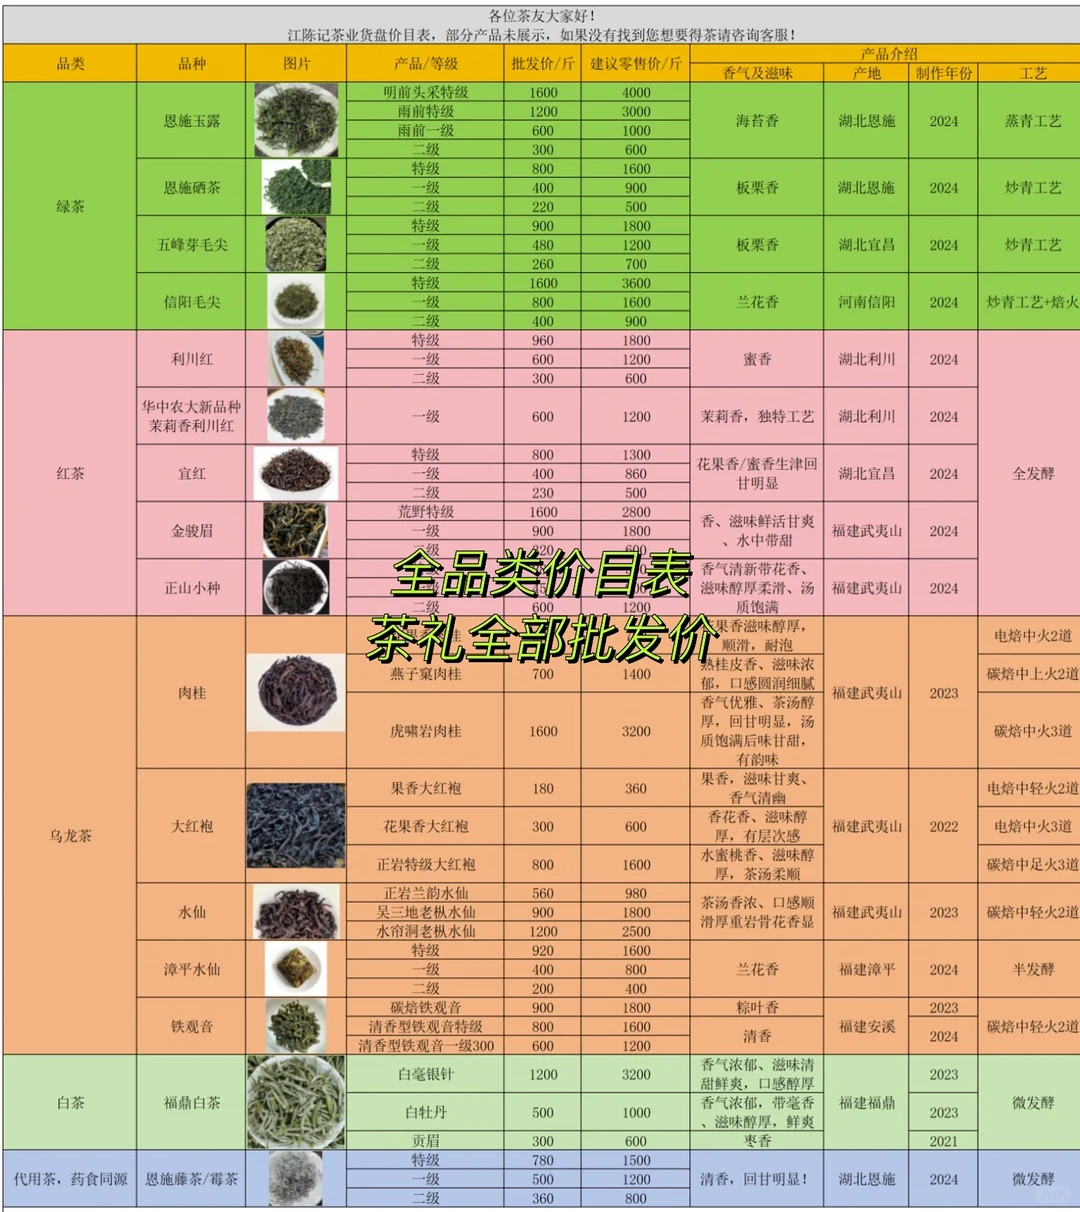 各位茶友大家好！
江陈记茶业货盘价目表，部分产品未展示，如果没有找到您想要得茶请咨询客服！
品类 品种 图片 产品/等级 批发价/斤 建议零售价/斤 产品介绍
香气及滋味 产地 制作年份 工艺
绿茶
恩施玉露 海苔香 湖北恩施 2024 蒸青工艺
明前头采特级 1600 4000
雨前特级 1200 3000
雨前一级 600 1000
二级 300 600
恩施硒茶 板栗香 湖北恩施 2024 炒青工艺
特级 800 1600
一级 400 900
二级 220 500
五峰芽毛尖 板栗香 湖北宜昌 2024 炒青工艺
特级 900 1800
一级 480 1200
二级 260 700
信阳毛尖 兰花香 河南信阳 2024 炒青工艺+焙火
特级 1600 3600
一级 800 1600
二级 400 900
红茶 全发酵
利川红 蜜香 湖北利川 2024
特级 960 1800
一级 600 1200
二级 300 600
华中农大新品种
茉莉香利川红
一级 600 1200 茉莉香，独特工艺 湖北利川 2024
宜红 湖北宜昌 2024
特级 800 1300
一级 400 860
二级 230 500
花果香/蜜香生津回
甘明显
金骏眉 福建武夷山 2024
荒野特级 1600 2800
一级 900 1800
香、滋味鲜活甘爽
、水中带甜
全品类价目表
正山小种 福建武夷山 2024
二级 600 1200
香气清新带花香、
滋味醇厚柔滑、汤
质饱满
茶礼全部批发价
乌龙茶
肉桂 福建武夷山 2023
果香滋味醇厚，
顺滑，耐泡
电焙中火2道
燕子窠肉桂 700 1400
熟桂皮香、滋味浓
郁，口感圆润细腻
碳焙中上火2道
虎啸岩肉桂 1600 3200
香气优雅、茶汤醇
厚，回甘明显，汤
质饱满后味甘甜，
有韵味
碳焙中火3道
大红袍 福建武夷山 2022
果香大红袍 180 360
果香，滋味甘爽、
香气清幽
电焙中轻火2道
花果香大红袍 300 600
香花香、滋味醇
厚，有层次感
电焙中火3道
正岩特级大红袍 800 1600
水蜜桃香、滋味醇
厚，茶汤柔顺
碳焙中足火3道
水仙 福建武夷山 2023 碳焙中轻火2道
正岩兰韵水仙 560 980
吴三地老枞水仙 900 1800
水帘洞老枞水仙 1200 2500
茶汤香浓、口感顺
滑厚重岩骨花香显
漳平水仙 兰花香 福建漳平 2024 半发酵
特级 920 1600
一级 400 800
二级 200 400
铁观音 福建安溪 碳焙中轻火2道
碳焙铁观音 900 1800 粽叶香 2023
清香型铁观音特级 800 1600
清香型铁观音一级300 600 1200
清香 2024
白茶 福鼎白茶 福建福鼎 微发酵
白毫银针 1200 3200
香气浓郁、滋味清
甜鲜爽，口感醇厚
2023
白牡丹 500 1000
香气浓郁，带毫香
、滋味醇厚，鲜爽
2023
贡眉 300 600 枣香 2021
代用茶，药食同源 恩施藤茶/霉茶 清香，回甘明显！ 湖北恩施 2024 微发酵
特级 780 1500
一级 500 1200
二级 360 800